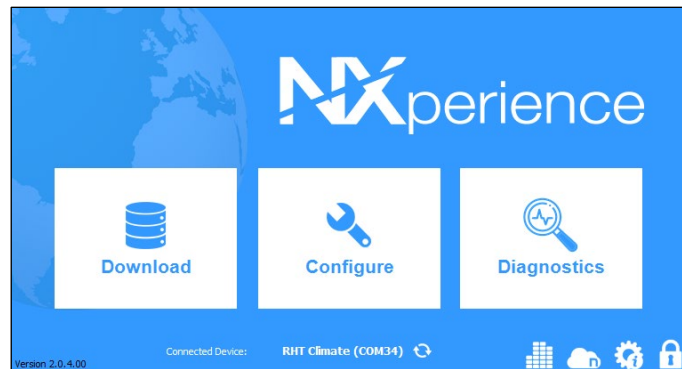 NXperience
Download
Configure
Diagnostics
Connected Device: RHT Climate (COM34)
n
Version 2.0.4.00